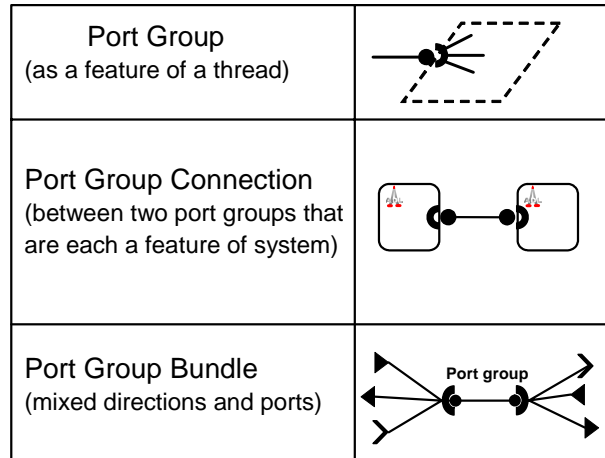 Port Group
(as a feature of a thread)
Port Group Connection
(between two port groups that
are each a feature of system)
Port Group Bundle
(mixed directions and ports)
Port group